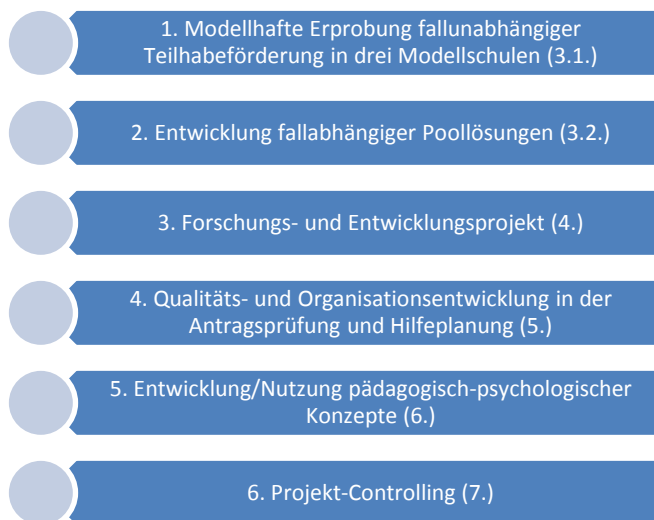 1. Modellhafte Erprobung fallunabhängiger
Teilhabeförderung in drei Modellschulen (3.1.)
2. Entwicklung fallabhängiger Poollösungen (3.2.)
3. Forschungs- und Entwicklungsprojekt (4.)
4. Qualitäts- und Organisationsentwicklung in der
Antragsprüfung und Hilfeplanung (5.)
5. Entwicklung/Nutzung pädagogisch-psychologischer
Konzepte (6.)
6. Projekt-Controlling (7.)